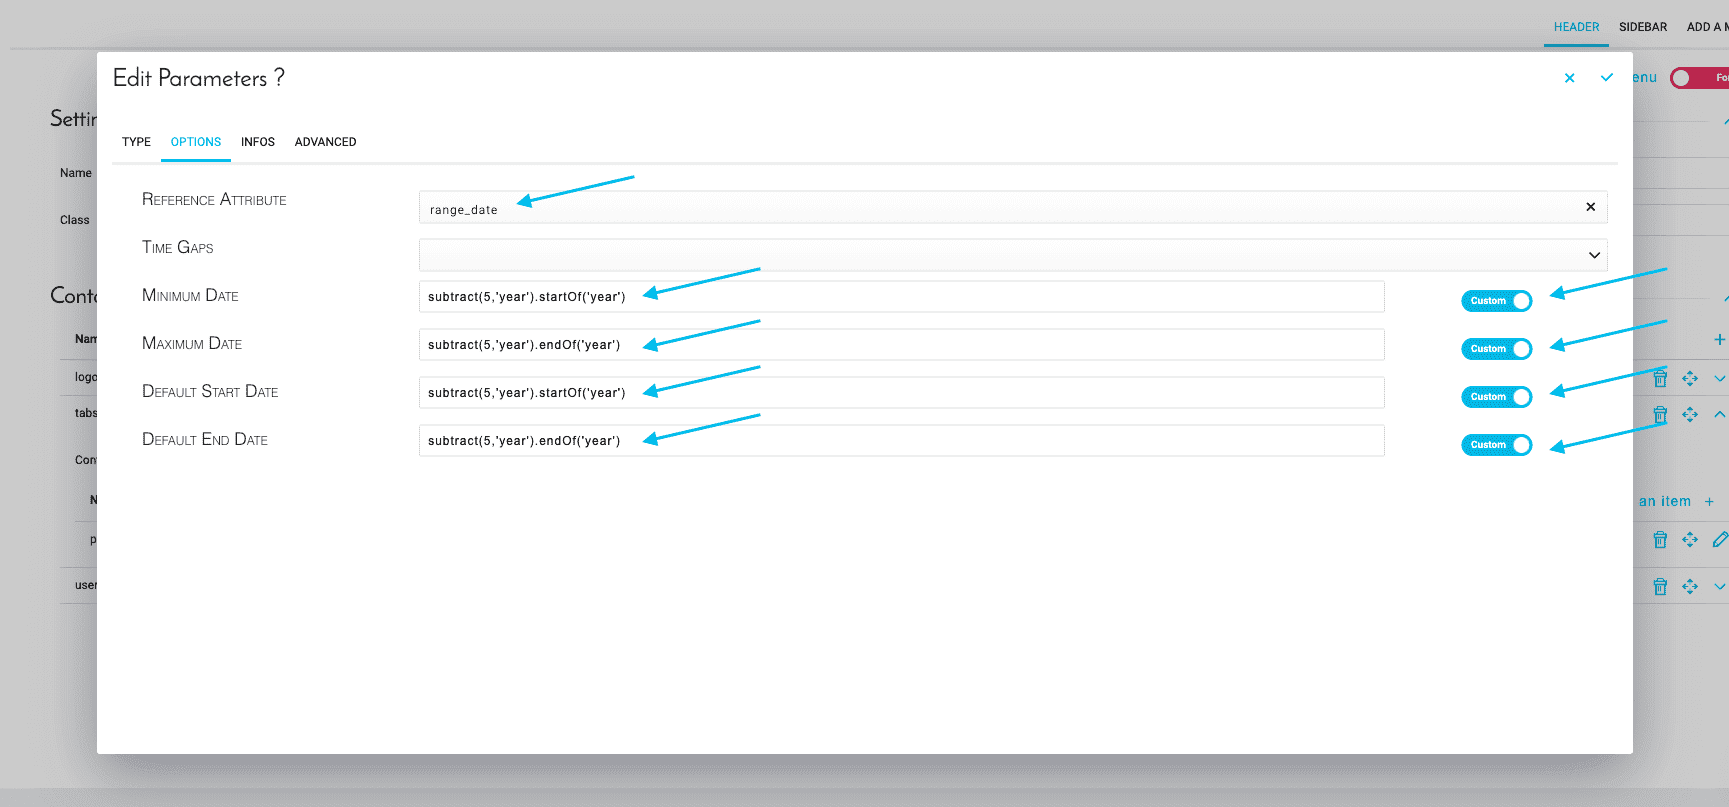 HEADER SIDEBAR ADD A
Edit Parameters ?
enu
Settin
TYPE OPTIONS INFOS ADVANCED
Name
REFERENCE ATTRIBUTE
range_date
Class
TIME GAPS
MINIMUM DATE
subtract(5,'year').startOf('year')
Custom
Conta
MAXIMUM DATE
subtract(5,'year').endOf('year')
Custom
Nam
logo
DEFAULT START DATE
subtract(5,'year').startOf('year')
Custom
tabs
DEFAULT END DATE
subtract(5,'year').endOf('year')
Custom
Con
N
an item +
p
user